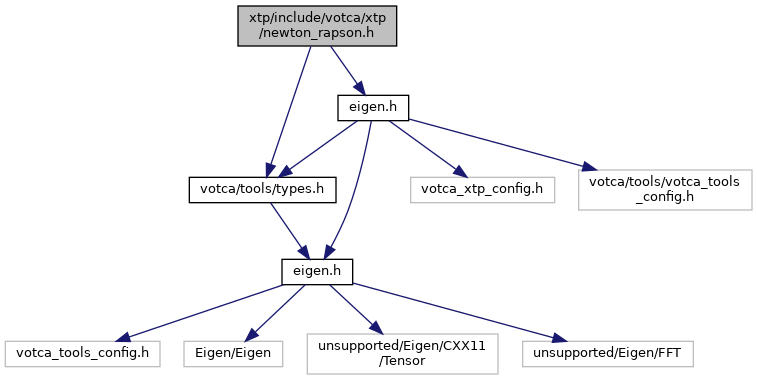 xtp/include/votca/xtp
/newton_rapson.h
eigen.h
votca/tools/types.h
votca_xtp_config.h
votca/tools/votca_tools
_config.h
eigen.h
votca_tools_config.h
Eigen/Eigen
unsupported/Eigen/CXX11
/Tensor
unsupported/Eigen/FFT